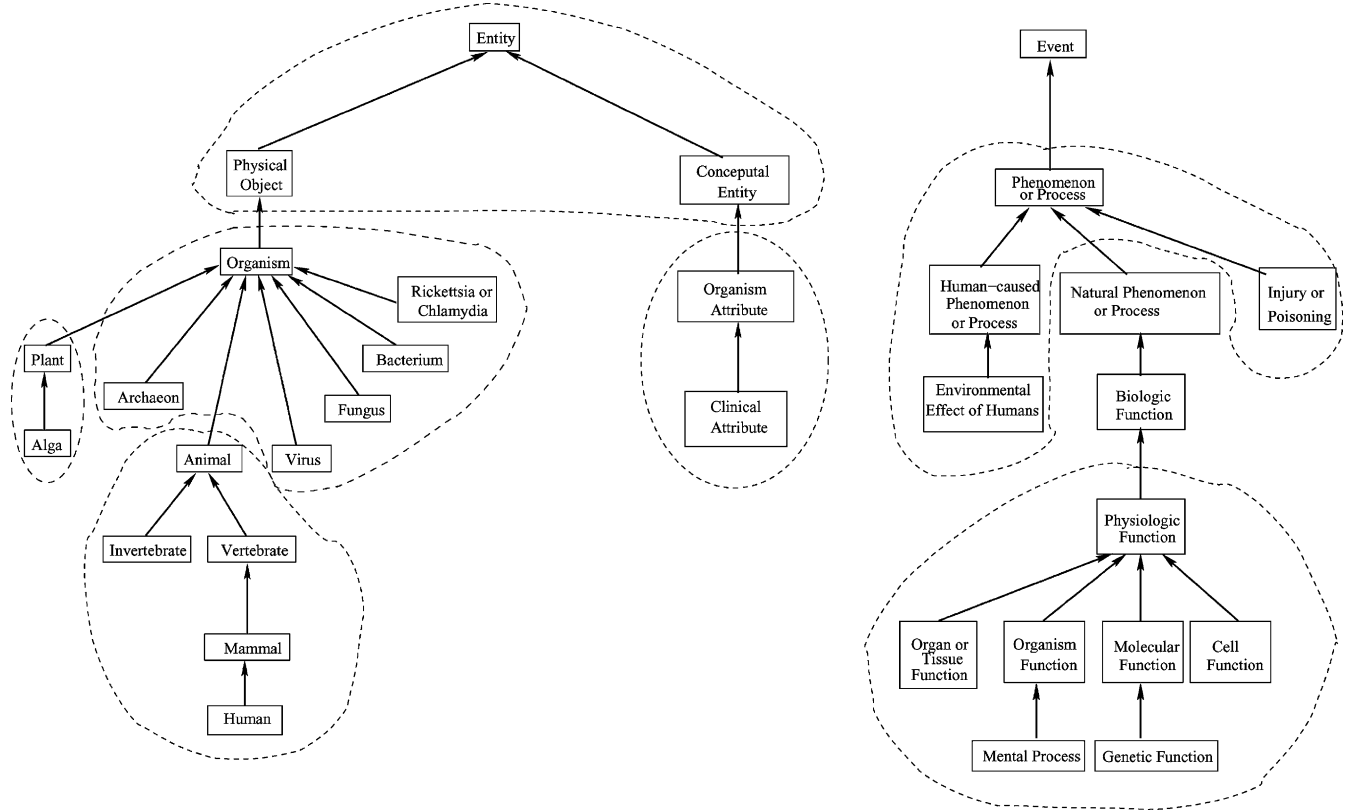 Entity
Event
Physical
Object
Conceputal
Entity
Phenomenon
or Process
Organism
Rickettsia or
Chlamydia
Organism
Attribute
Human-caused
Phenomenon
or Process
Natural Phenomenon
or Process
Injury or
Poisoning
Plant
Bacterium
Archaeon
Fungus
Clinical
Attribute
Environmental
Effect of Humans
Biologic
Function
Alga
Animal
Virus
Physiologic
Function
Invertebrate
Vertebrate
Mammal
Organ or
Tissue
Function
Organism
Function
Molecular
Function
Cell
Function
Human
Mental Process
Genetic Function